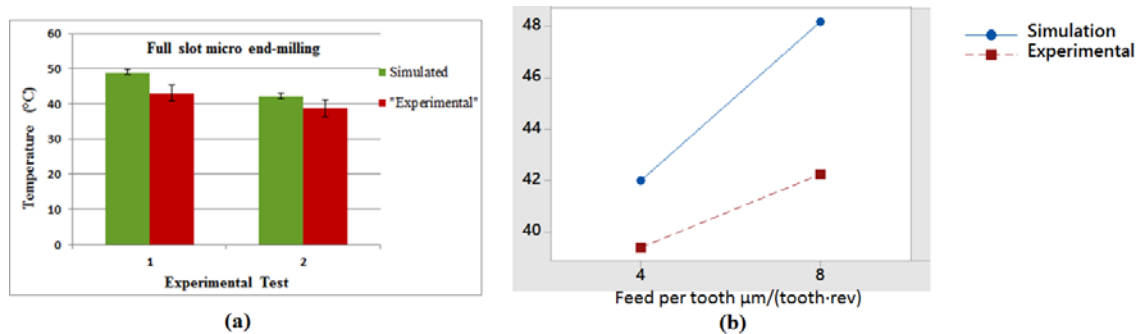 Full slot micro end-milling
60
50
40
30
20
10
0
Temperature (°C)
1
2
Experimental Test
Simulated
"Experimental"
(a)
48
46
44
42
40
4
8
Feed per tooth µm/(tooth·rev)
Simulation
Experimental
(b)